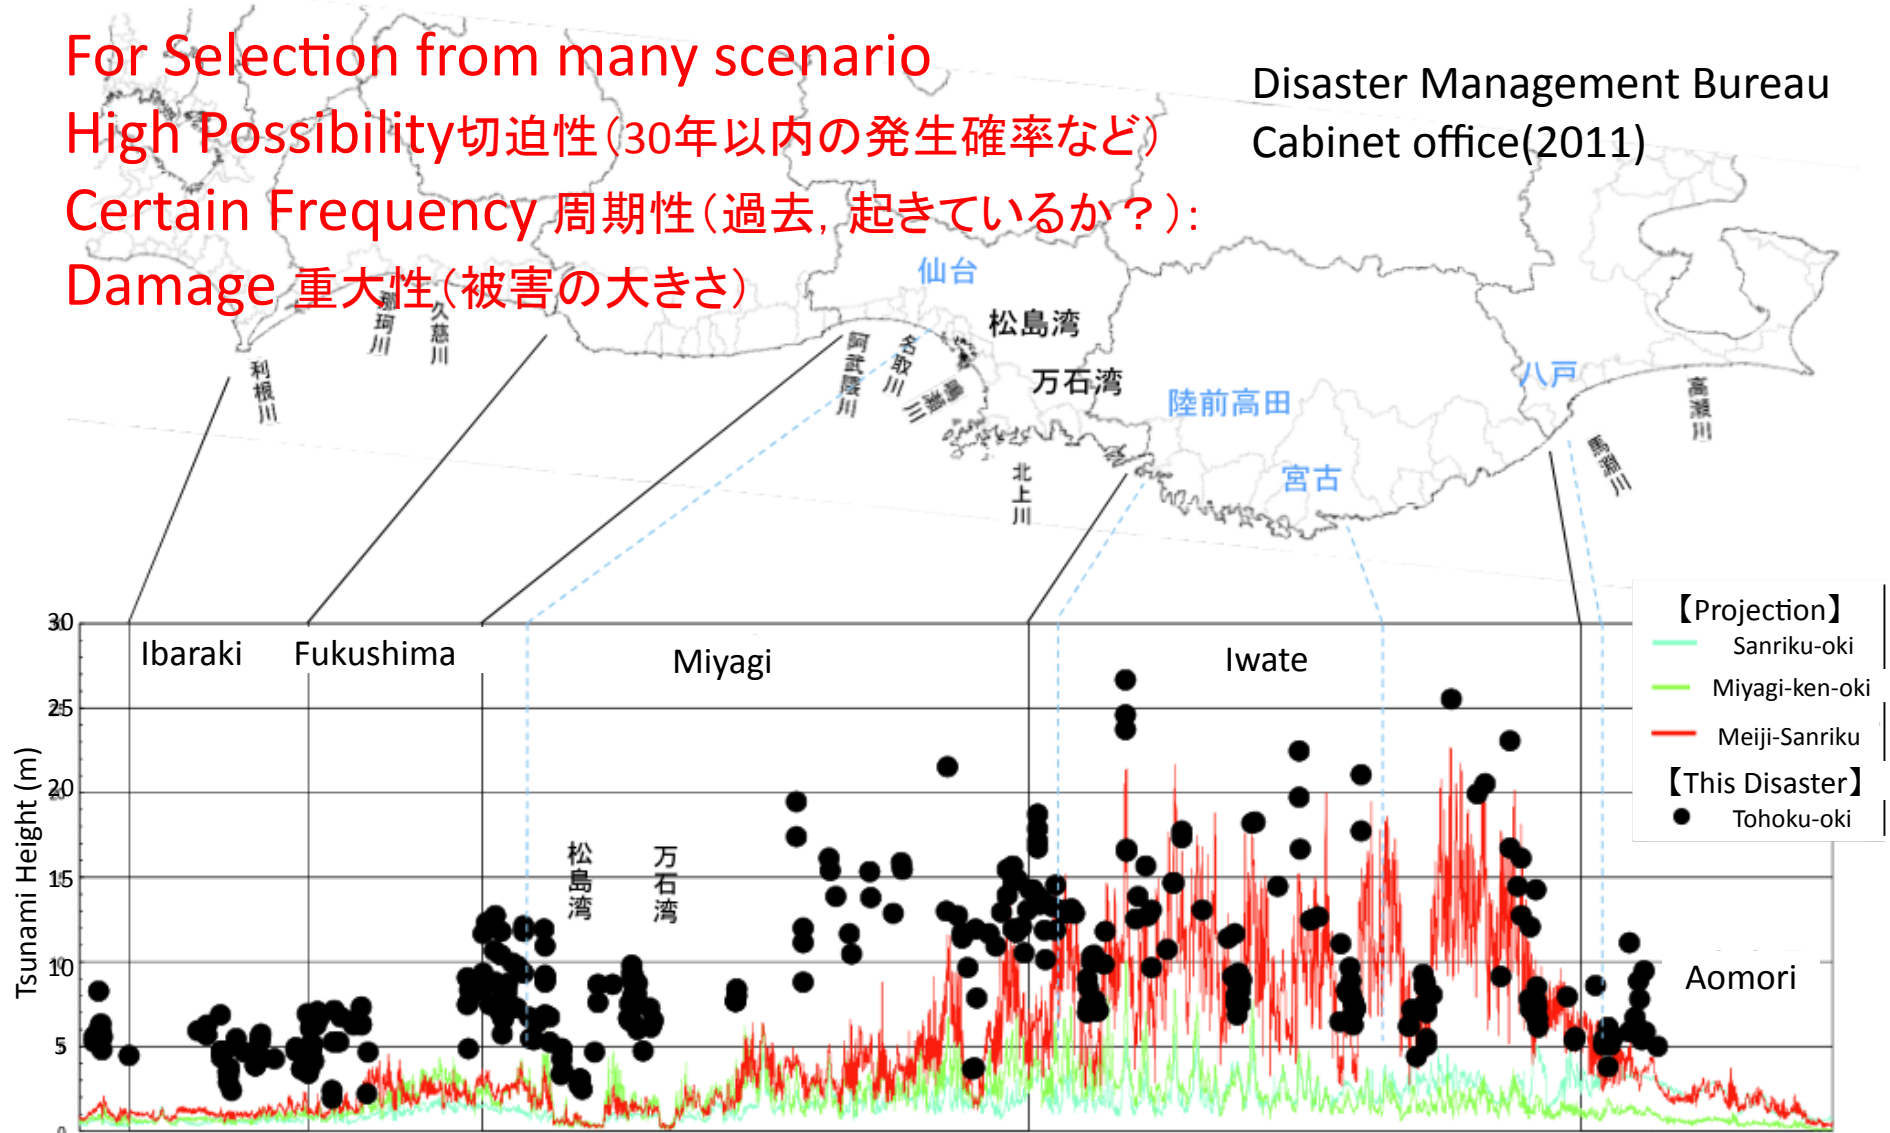 For Selection from many scenario
High Possibility切迫性(30年以内の発生確率など)
Certain Frequency 周期性(過去,起きているか？):
Damage 重大性(被害の大きさ)
Disaster Management Bureau
Cabinet office(2011)
仙台
松島湾
万石湾
陸前高田
宮古
八戸
利根川
那珂川
久慈川
阿武隈川
名取川
鳴瀬川
北上川
馬淵川
高瀬川
Ibaraki
Fukushima
Miyagi
Iwate
Aomori
松島湾
万石湾
Tsunami Height (m)
30
25
20
15
10
5
0
【Projection】
Sanriku-oki
Miyagi-ken-oki
Meiji-Sanriku
【This Disaster】
Tohoku-oki